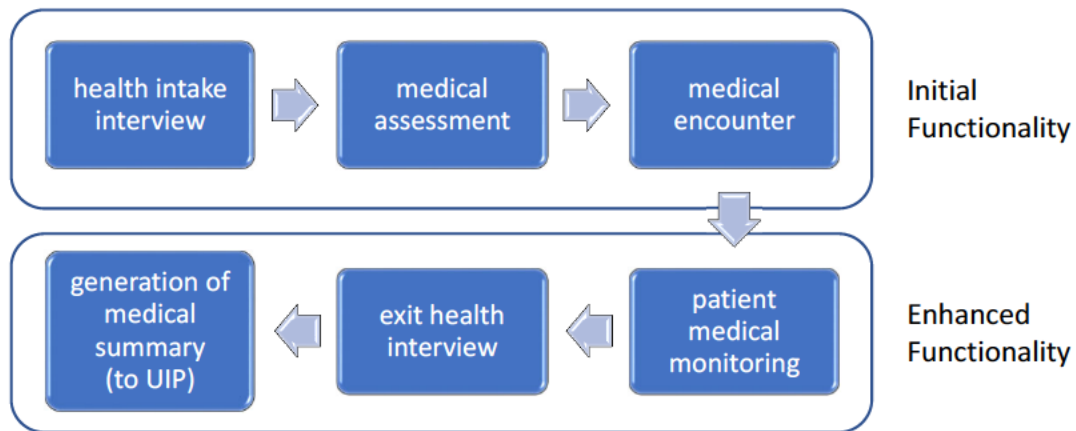 health intake
interview
medical
assessment
medical
encounter
Initial
Functionality
generation of
medical
summary
(to UIP)
exit health
interview
patient
medical
monitoring
Enhanced
Functionality